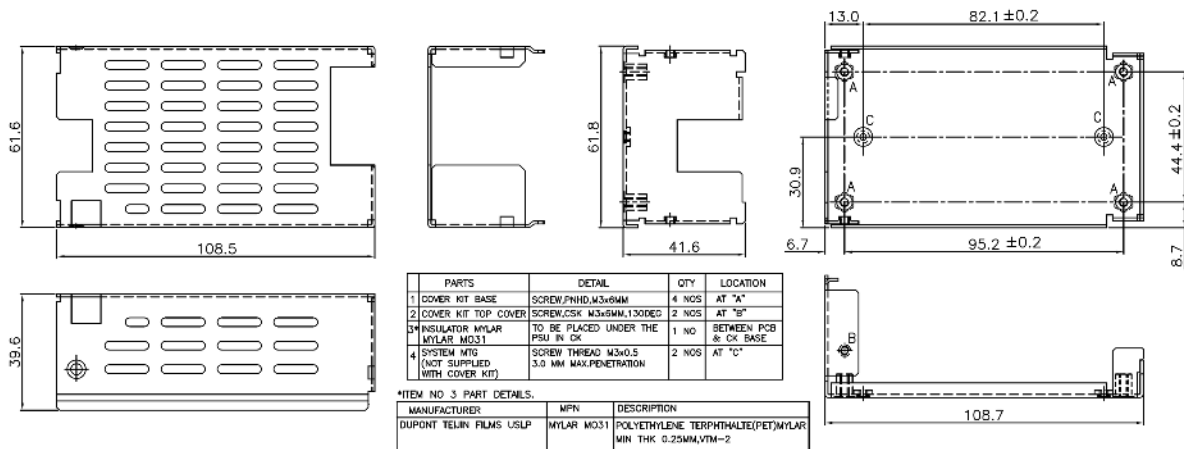 13.0
82.1 ±0.2
61.6
61.8
A
A
C
C
44.4 ±0.2
30.9
A
A
108.5
41.6
6.7
95.2 ±0.2
8.7
39.6
PARTS DETAIL QTY LOCATION
1 COVER KIT BASE SCREW,PNHD,M3x6MM 4 NOS AT "A"
2 COVER KIT TOP COVER SCREW,CSK M3x6MM,130DEG 2 NOS AT "B"
3* INSULATOR MYLAR TO BE PLACED UNDER THE 1 NO BETWEEN PCB
MYLAR MO31 PSU IN CK & CK BASE
4 SYSTEM MTG SCREW THREAD M3x0.5 2 NOS AT "C"
(NOT SUPPLIED 3.0 MM MAX.PENETRATION
WITH COVER KIT)
B
*ITEM NO 3 PART DETAILS.
MANUFACTURER MPN DESCRIPTION
DUPONT TEIJIN FILMS USLP MYLAR MO31 POLYETHYLENE TERPHTHALTE(PET)MYLAR
MIN THK 0.25MM,VTM-2
108.7